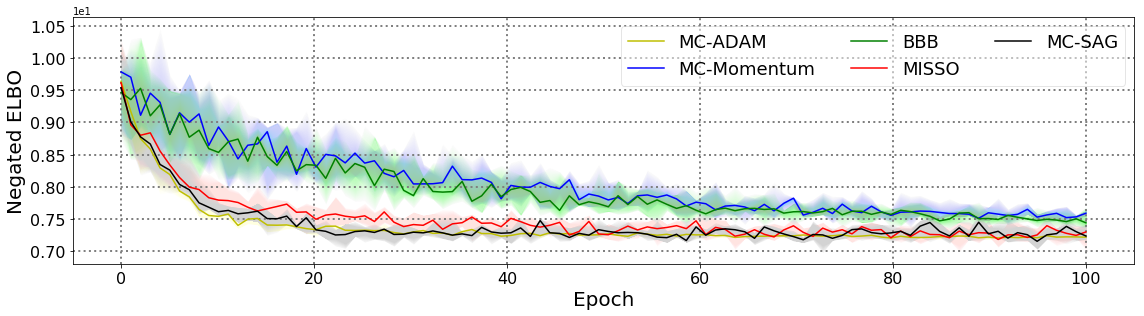 1e1
1.05
1.00
0.95
0.90
0.85
0.80
0.75
0.70
Negated ELBO
MC-ADAM
MC-Momentum
BBB
MISSO
MC-SAG
0
20
40
60
80
100
Epoch